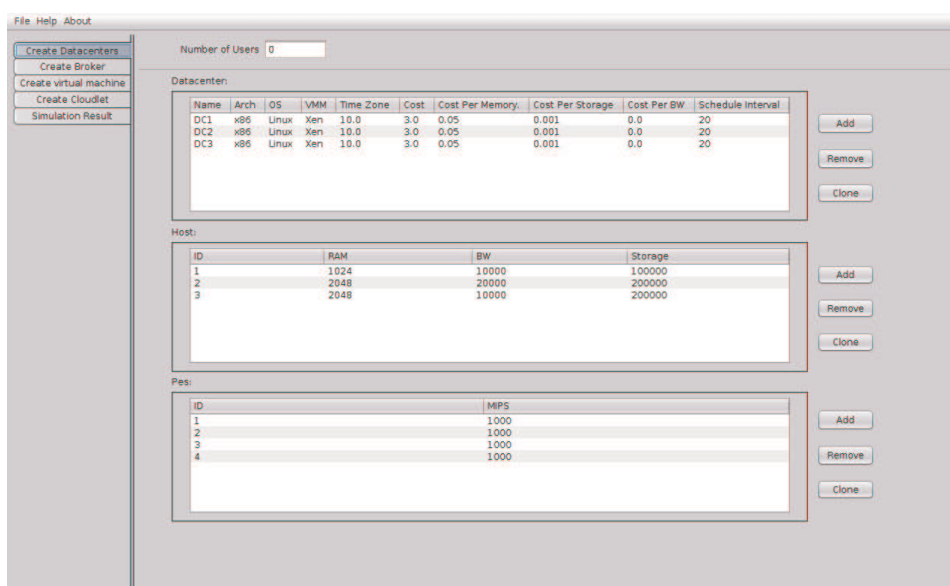 File Help About
Create Datacenters
Create Broker
Create virtual machine
Create Cloudlet
Simulation Result
Number of Users 0
Datacenter:
Name Arch OS VMM Time Zone Cost Cost Per Memory. Cost Per Storage Cost Per BW Schedule Interval
DC1 x86 Linux Xen 10.0 3.0 0.05 0.001 0.0 20
DC2 x86 Linux Xen 10.0 3.0 0.05 0.001 0.0 20
DC3 x86 Linux Xen 10.0 3.0 0.05 0.001 0.0 20
Add
Remove
Clone
Host:
ID RAM BW Storage
1 1024 10000 100000
2 2048 20000 200000
3 2048 10000 200000
Add
Remove
Clone
Pes:
ID MIPS
1 1000
2 1000
3 1000
4 1000
Add
Remove
Clone